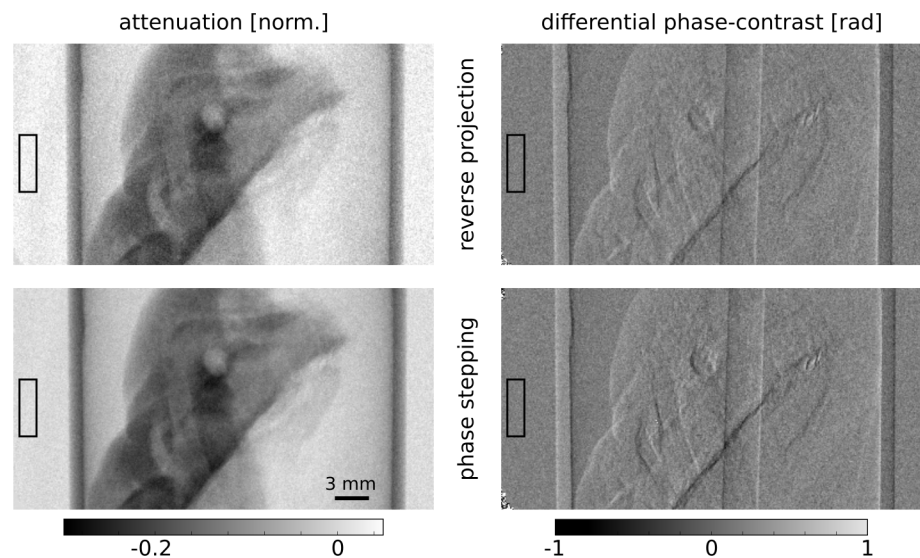 attenuation [norm.]
differential phase-contrast [rad]
reverse projection
phase stepping
3 mm
-0.2
0
-1
0
1